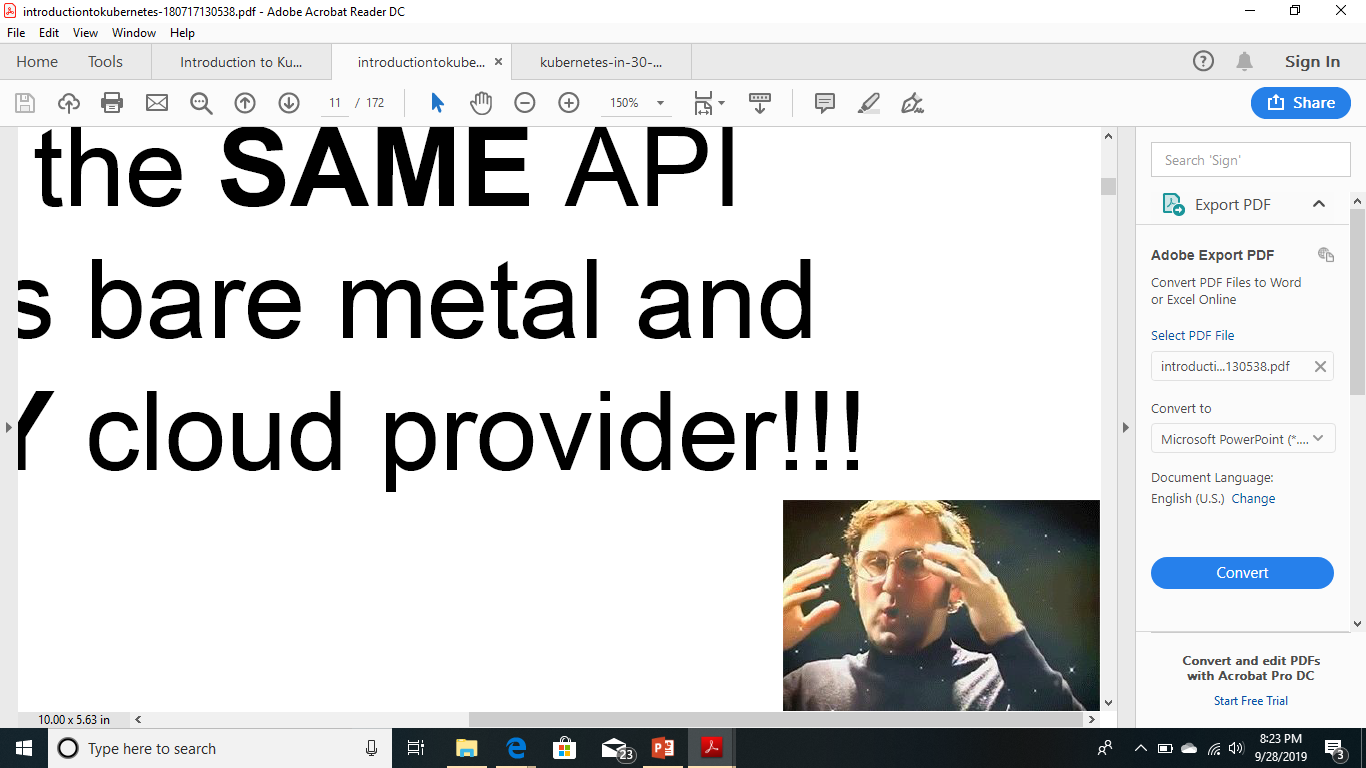 introductiontokubernetes-180717130538.pdf - Adobe Acrobat Reader DC
File Edit View Window Help
Home Tools Introduction to Ku... introductiontokube... × kubernetes-in-30-... ? Sign In
11 / 172 150% Share
the SAME API
s bare metal and
Y cloud provider!!!
10.00 x 5.63 in
Search 'Sign'
Export PDF
Adobe Export PDF
Convert PDF Files to Word
or Excel Online
Select PDF File
introducti...130538.pdf
Convert to
Microsoft PowerPoint (*....
Document Language:
English (U.S.) Change
Convert
Convert and edit PDFs
with Acrobat Pro DC
Start Free Trial
Type here to search 23 8:23 PM
9/28/2019 3